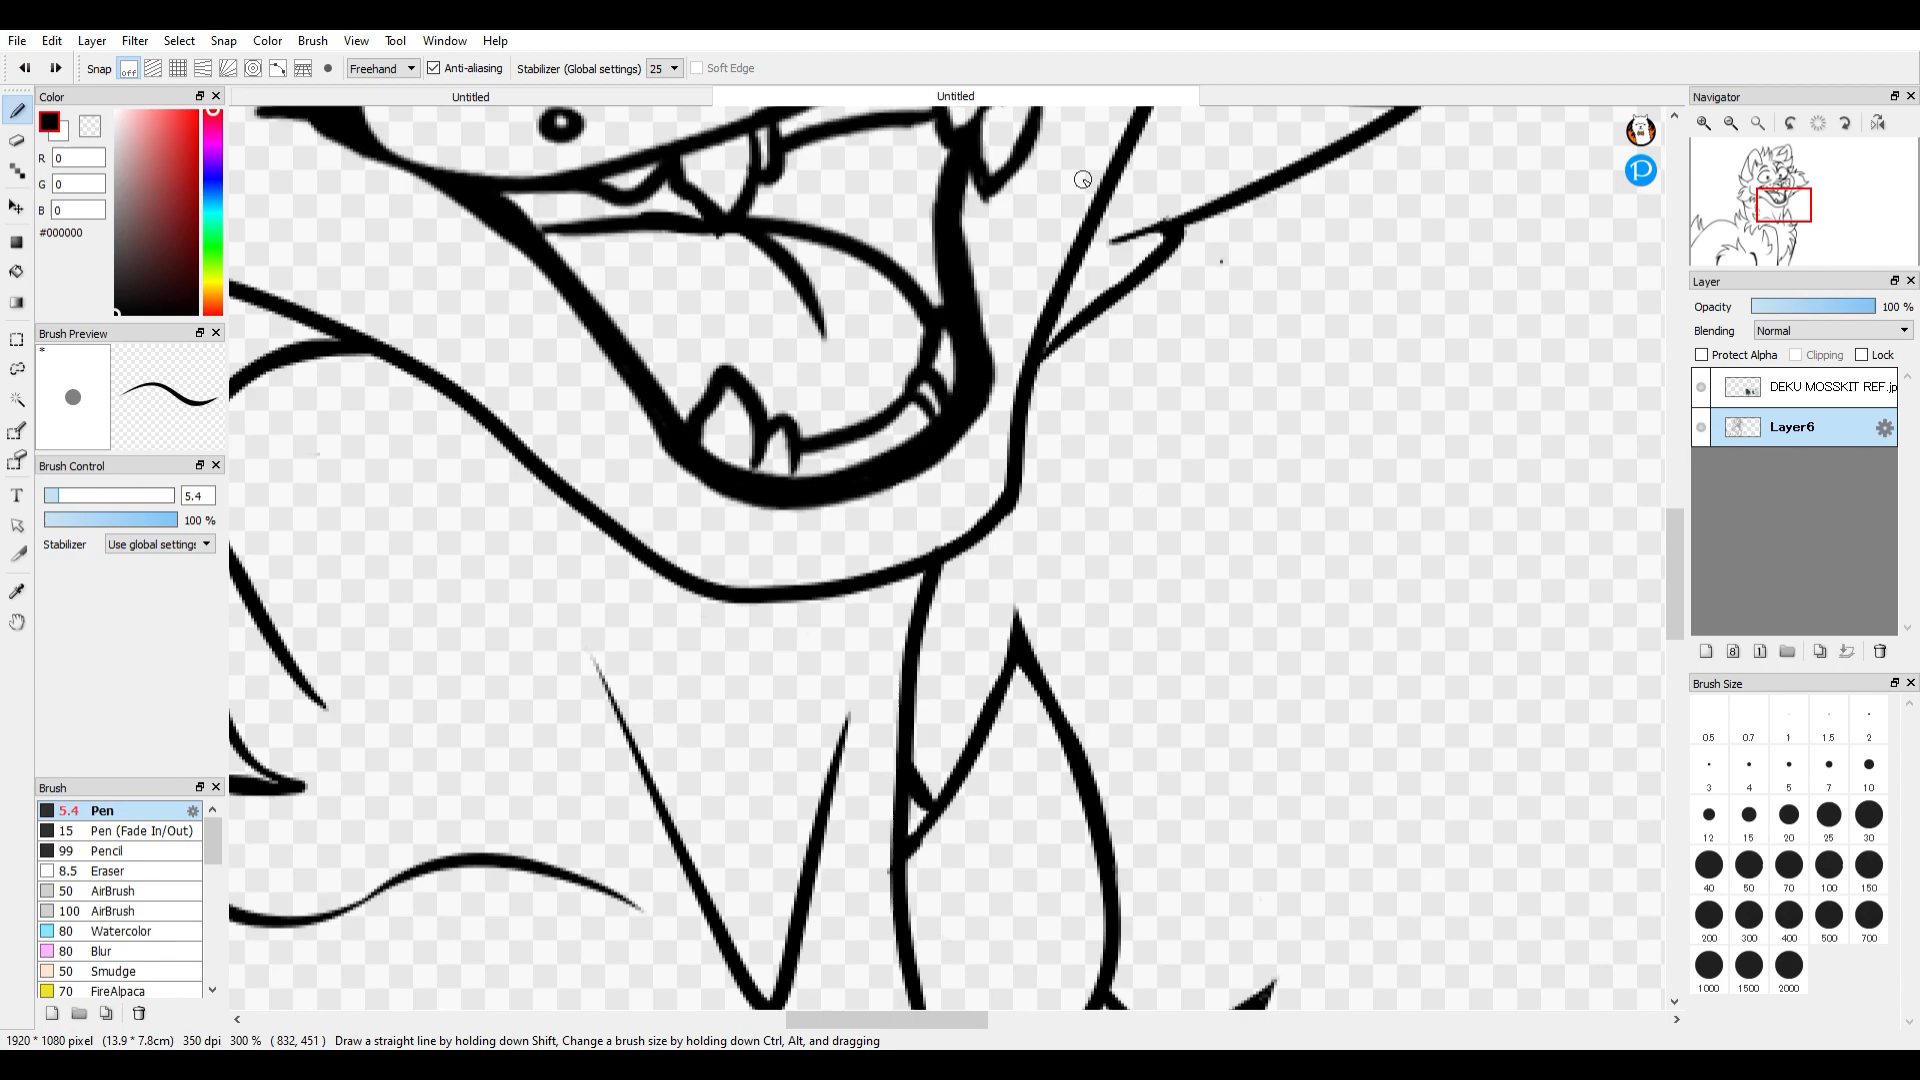 File Edit Layer Filter Select Snap Color Brush View Tool Window Help
Snap off Freehand Anti-aliasing Stabilizer (Global settings) 25 Soft Edge
Color
Untitled
Untitled
Navigator
R 0
G 0
B 0
#000000
Brush Preview
*
Brush Control
5.4
100 %
Stabilizer Use global settings
Brush
5.4 Pen
15 Pen (Fade In/Out)
99 Pencil
8.5 Eraser
50 AirBrush
100 AirBrush
80 Watercolor
80 Blur
50 Smudge
70 FireAlpaca
Layer
Opacity 100 %
Blending Normal
Protect Alpha Clipping Lock
DEKU MOSSKIT REF.jp
Layer6
Brush Size
0.5 0.7 1 1.5 2
3 4 5 7 10
12 15 20 25 30
40 50 70 100 150
200 300 400 500 700
1000 1500 2000
1920 * 1080 pixel (13.9 * 7.8cm) 350 dpi 300 % ( 832, 451 ) Draw a straight line by holding down Shift, Change a brush size by holding down Ctrl, Alt, and dragging